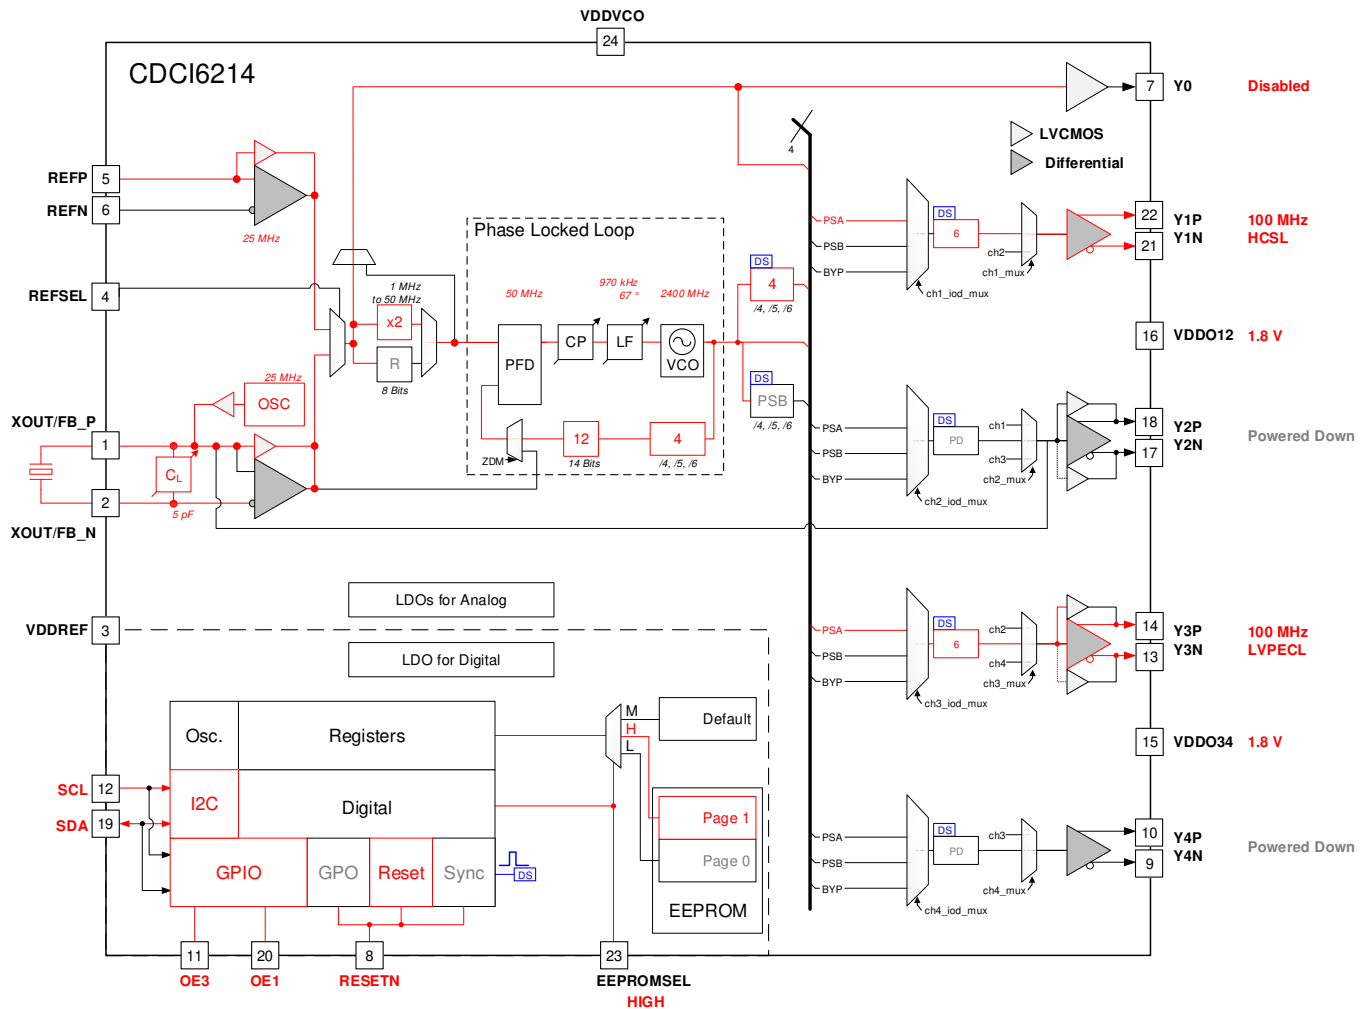 VDDVCO
24
CDCI6214
7 Y0 Disabled
LVCMOS
Differential
4
REFP 5
REFN 6
25 MHz
REFSEL 4
Phase Locked Loop
1 MHz
to 50 MHz
x2
R
8 Bits
50 MHz
970 kHz
67 °
2400 MHz
PFD
CP
LF
VCO
12
14 Bits
4
/4, /5, /6
ZDM
DS
4
/4, /5, /6
DS
PSB
/4, /5, /6
25 MHz
OSC
XOUT/FB_P
1
CL
5 pF
2
XOUT/FB_N
PSA
PSB
BYP
DS
6
ch1_iod_mux
ch2
ch1_mux
22 Y1P
21 Y1N
100 MHz
HCSL
16 VDDO12 1.8 V
PSA
PSB
BYP
DS
PD
ch2_iod_mux
ch1
ch3
ch2_mux
18 Y2P
17 Y2N
Powered Down
PSA
PSB
BYP
DS
6
ch3_iod_mux
ch2
ch4
ch3_mux
14 Y3P
13 Y3N
100 MHz
LVPECL
15 VDDO34 1.8 V
PSA
PSB
BYP
DS
PD
ch4_iod_mux
ch3
ch4_mux
10 Y4P
9 Y4N
Powered Down
LDOs for Analog
VDDREF 3
LDO for Digital
Osc.
Registers
I2C
Digital
GPIO
GPO
Reset
Sync
DS
SCL 12
SDA 19
M
H
L
Default
Page 1
Page 0
EEPROM
11
OE3
20
OE1
8
RESETN
23
EEPROMSEL
HIGH